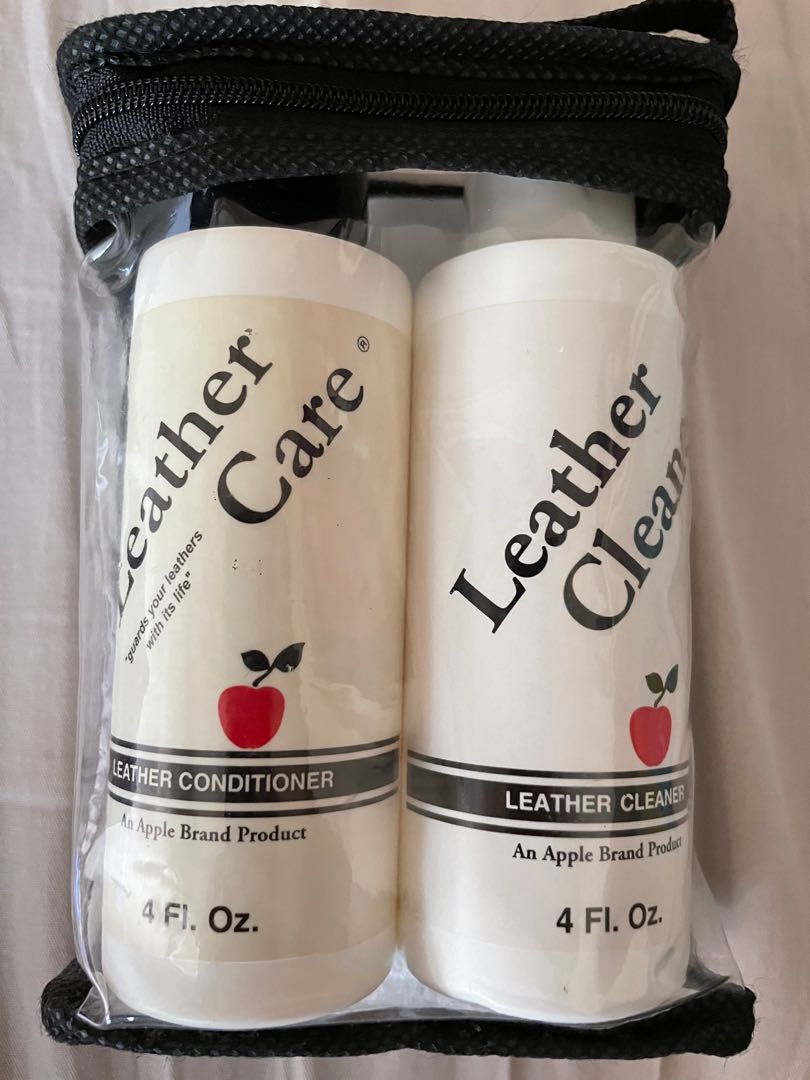 Leather
Care ®
"guards your leathers
with its life"
LEATHER CONDITIONER
An Apple Brand Product
4 Fl. Oz.
Leather
Clean
LEATHER CLEANER
An Apple Brand Product
4 Fl. Oz.